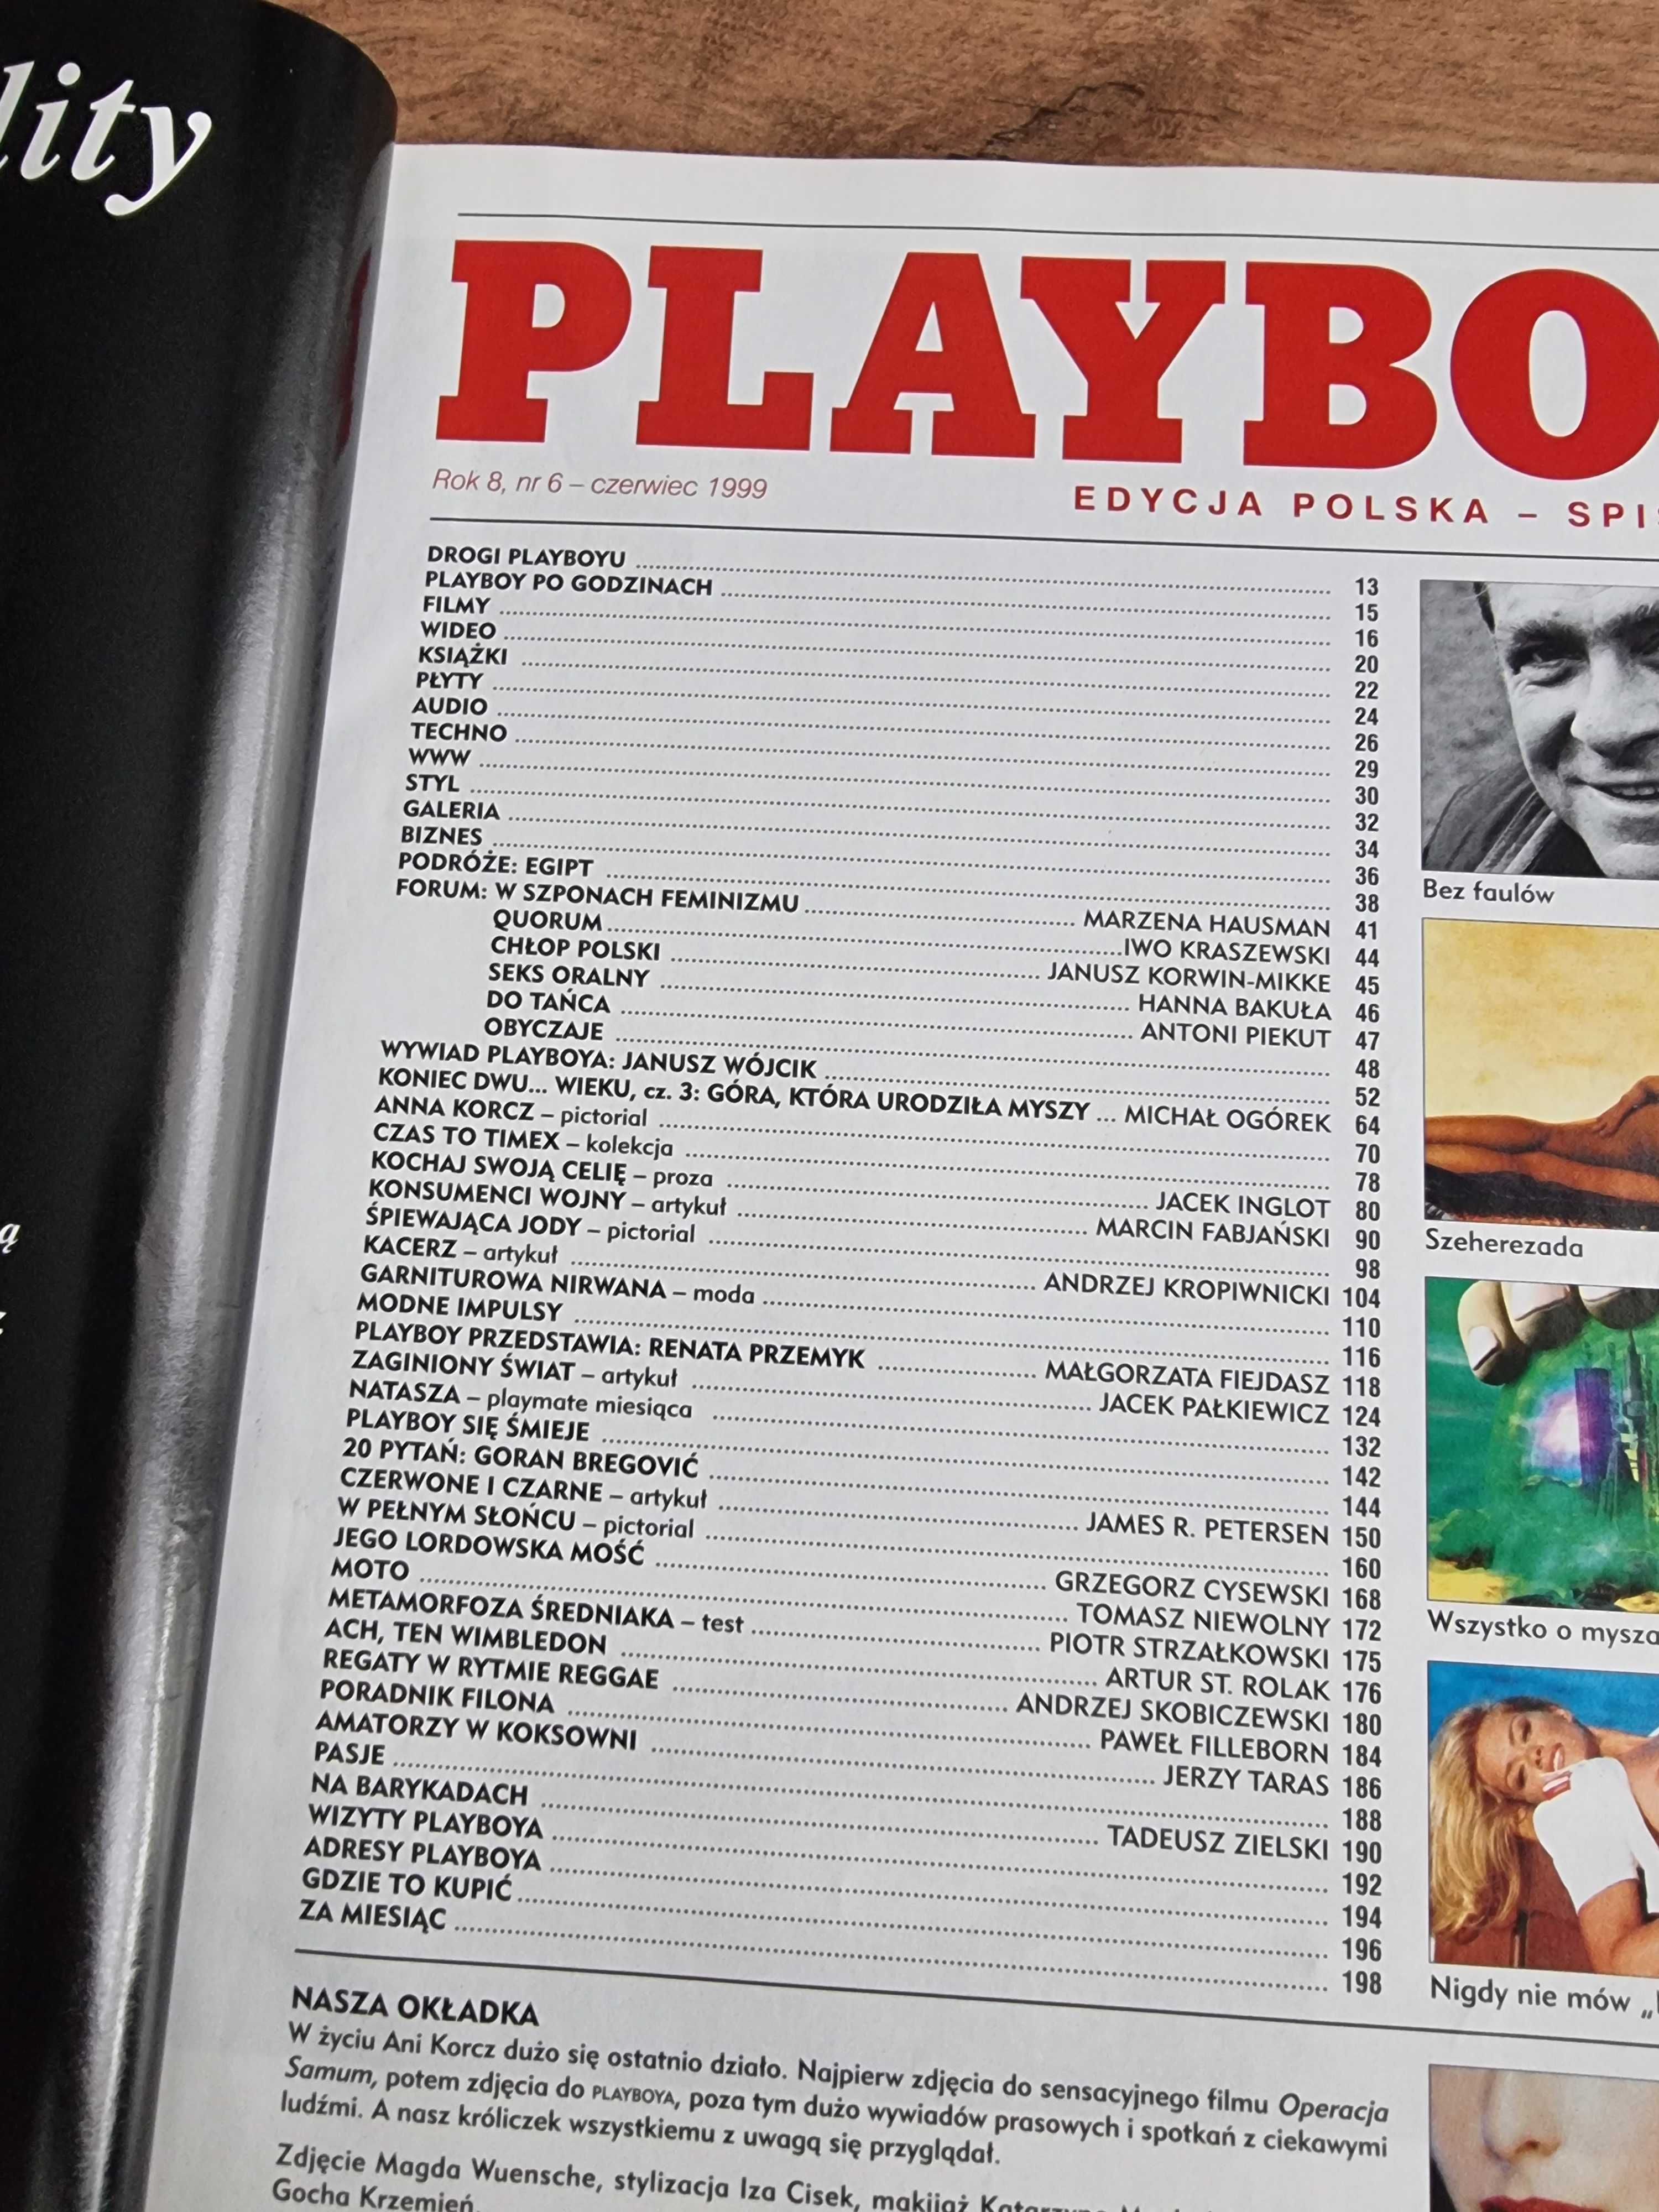 lity
PLAYBO
Rok 8, nr 6 – czerwiec 1999
EDYCJA POLSKA –
DROGI PLAYBOYU 13
PLAYBOY PO GODZINACH 15
FILMY 16
WIDEO 20
KSIĄŻKI 22
PŁYTY 24
AUDIO 26
TECHNO 29
WWW 30
STYL 32
GALERIA 34
BIZNES 36
PODRÓŻE: EGIPT 38
FORUM: W SZPONACH FEMINIZMU MARZENA HAUSMAN 41
QUORUM IWO KRASZEWSKI 44
CHŁOP POLSKI JANUSZ KORWIN-MIKKE 45
SEKS ORALNY HANNA BAKUŁA 46
DO TAŃCA ANTONI PIEKUT 47
OBYCZAJE 48
WYWIAD PLAYBOYA: JANUSZ WÓJCIK 52
KONIEC DWU... WIEKU, cz. 3: GÓRA, KTÓRA URODZIŁA MYSZY ... MICHAŁ OGÓREK 64
ANNA KORCZ – pictorial 70
CZAS TO TIMEX – kolekcja 78
KOCHAJ SWOJĄ CELIĘ – proza JACEK INGLOT 80
KONSUMENCI WOJNY – artykuł MARCIN FABJAŃSKI 90
ŚPIEWAJĄCA JODY – pictorial 98
KACERZ – artykuł ANDRZEJ KROPIWNICKI 104
GARNITUROWA NIRWANA – moda 110
MODNE IMPULSY 116
PLAYBOY PRZEDSTAWIA: RENATA PRZEMYK MAŁGORZATA FIEJDASZ 118
ZAGINIONY ŚWIAT – artykuł JACEK PAŁKIEWICZ 124
NATASZA – playmate miesiąca 132
PLAYBOY SIĘ ŚMIEJE 142
20 PYTAŃ: GORAN BREGOVIĆ 144
CZERWONE I CZARNE – artykuł JAMES R. PETERSEN 150
W PEŁNYM SŁOŃCU – pictorial 160
JEGO LORDOWSKA MOŚĆ GRZEGORZ CYSEWSKI 168
MOTO TOMASZ NIEWOLNY 172
METAMORFOZA ŚREDNIAKA – test PIOTR STRZAŁKOWSKI 175
ACH, TEN WIMBLEDON ARTUR ST. ROLAK 176
REGATY W RYTMIE REGGAE ANDRZEJ SKOBICZEWSKI 180
PORADNIK FILONA PAWEŁ FILLEBORN 184
AMATORZY W KOKSOWNI JERZY TARAS 186
PASJE 188
NA BARYKADACH TADEUSZ ZIELSKI 190
WIZYTY PLAYBOYA 192
ADRESY PLAYBOYA 194
GDZIE TO KUPIĆ 196
ZA MIESIĄC 198
Bez faulów
Szeherezada
Wszystko o mysza
Nigdy nie mów „
NASZA OKŁADKA
W życiu Ani Korcz dużo się ostatnio działo. Najpierw zdjęcia do sensacyjnego filmu Operacja
Samum, potem zdjęcia do PLAYBOYA, poza tym dużo wywiadów prasowych i spotkań z ciekawymi
ludźmi. A nasz króliczek wszystkiemu z uwagą się przyglądał.
Zdjęcie Magda Wuensche, stylizacja Iza Cisek, makijaż
Gocha Krzemień.